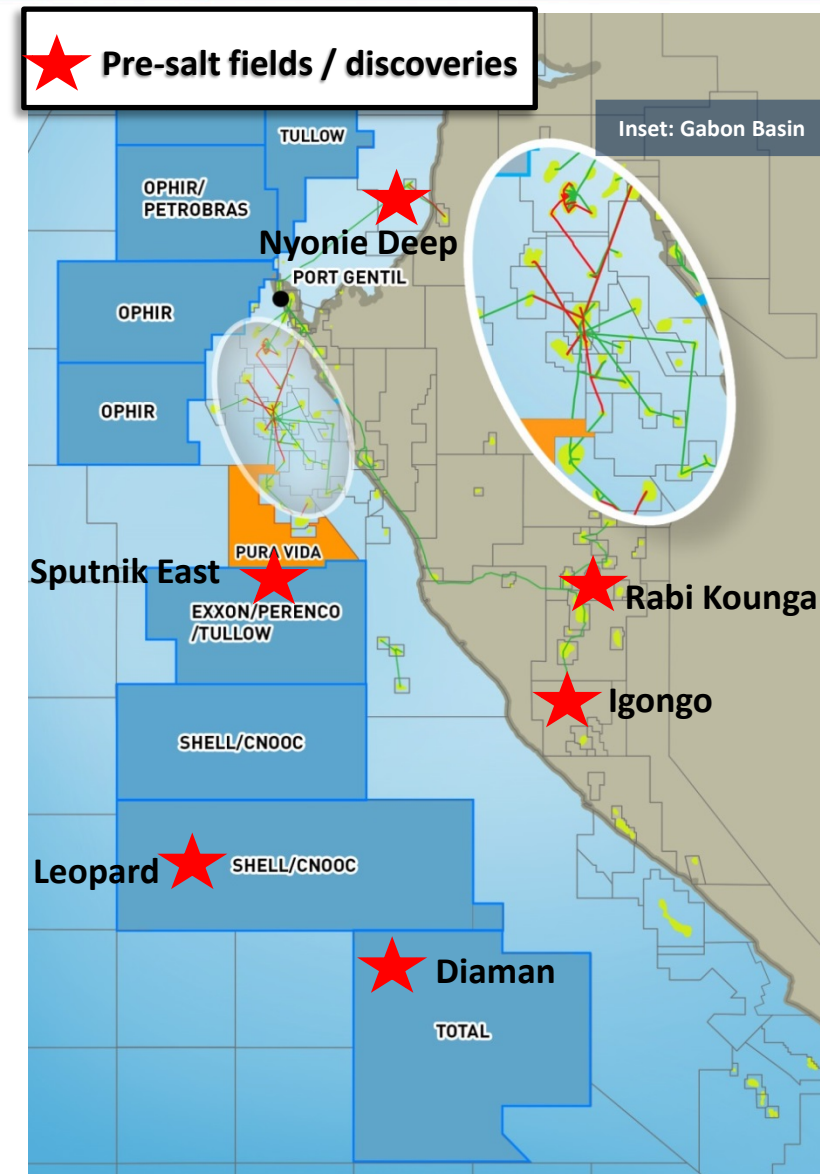 Pre-salt fields / discoveries
Inset: Gabon Basin
TULLOW
OPHIR/
PETROBRAS
Nyonie Deep
PORT GENTIL
OPHIR
OPHIR
PURA VIDA
Sputnik East
EXXON/PERENCO
/TULLOW
Rabi Kounga
Igongo
SHELL/CNOOC
Leopard
SHELL/CNOOC
Diaman
TOTAL